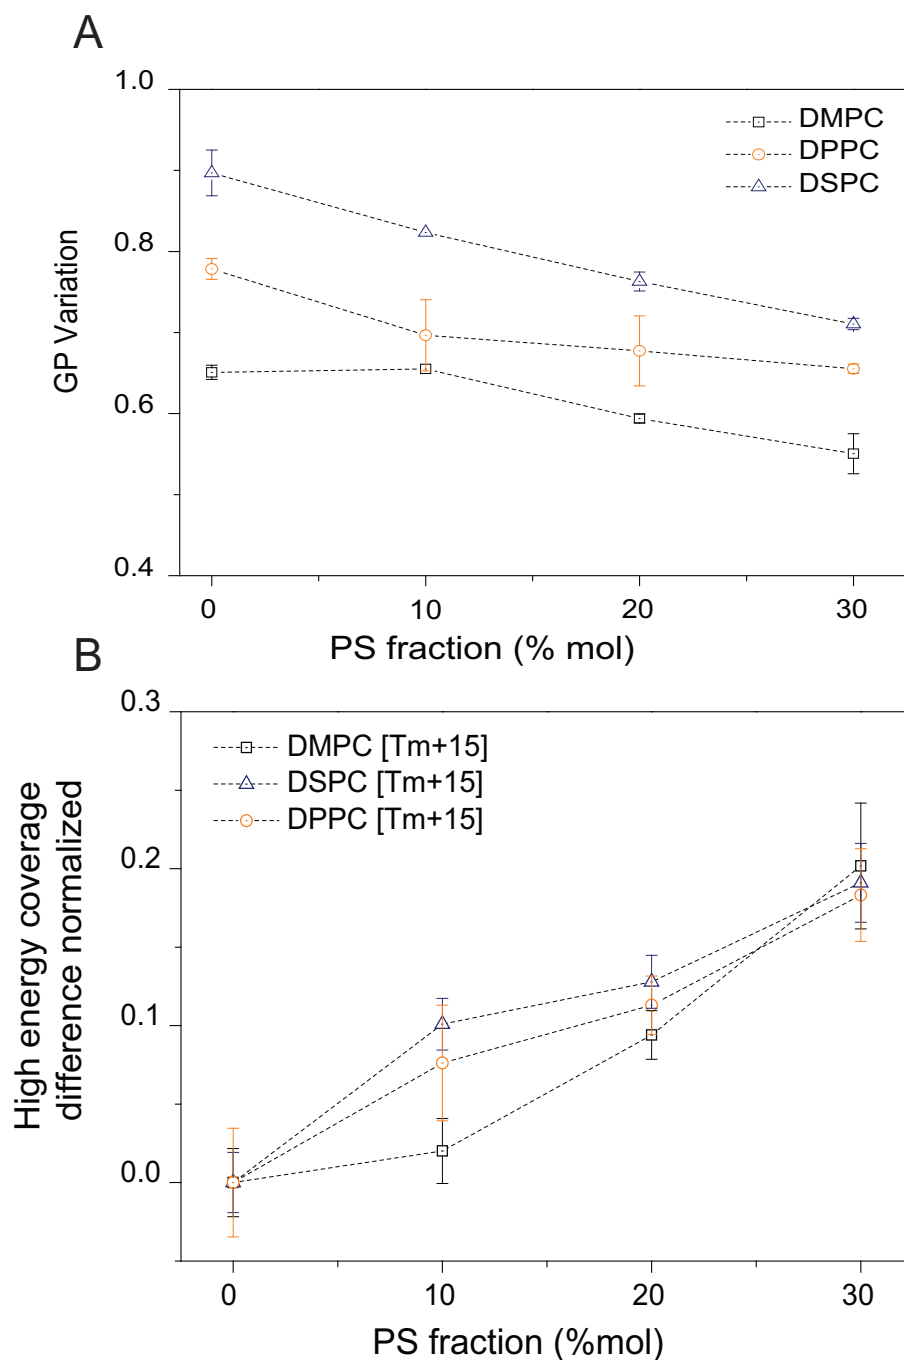 A
1.0
0.8
0.6
0.4
GP Variation
DMPC
DPPC
DSPC
0
10
20
30
PS fraction (% mol)
B
0.3
0.2
0.1
0.0
High energy coverage
difference normalized
DMPC [Tm+15]
DSPC [Tm+15]
DPPC [Tm+15]
0
10
20
30
PS fraction (%mol)